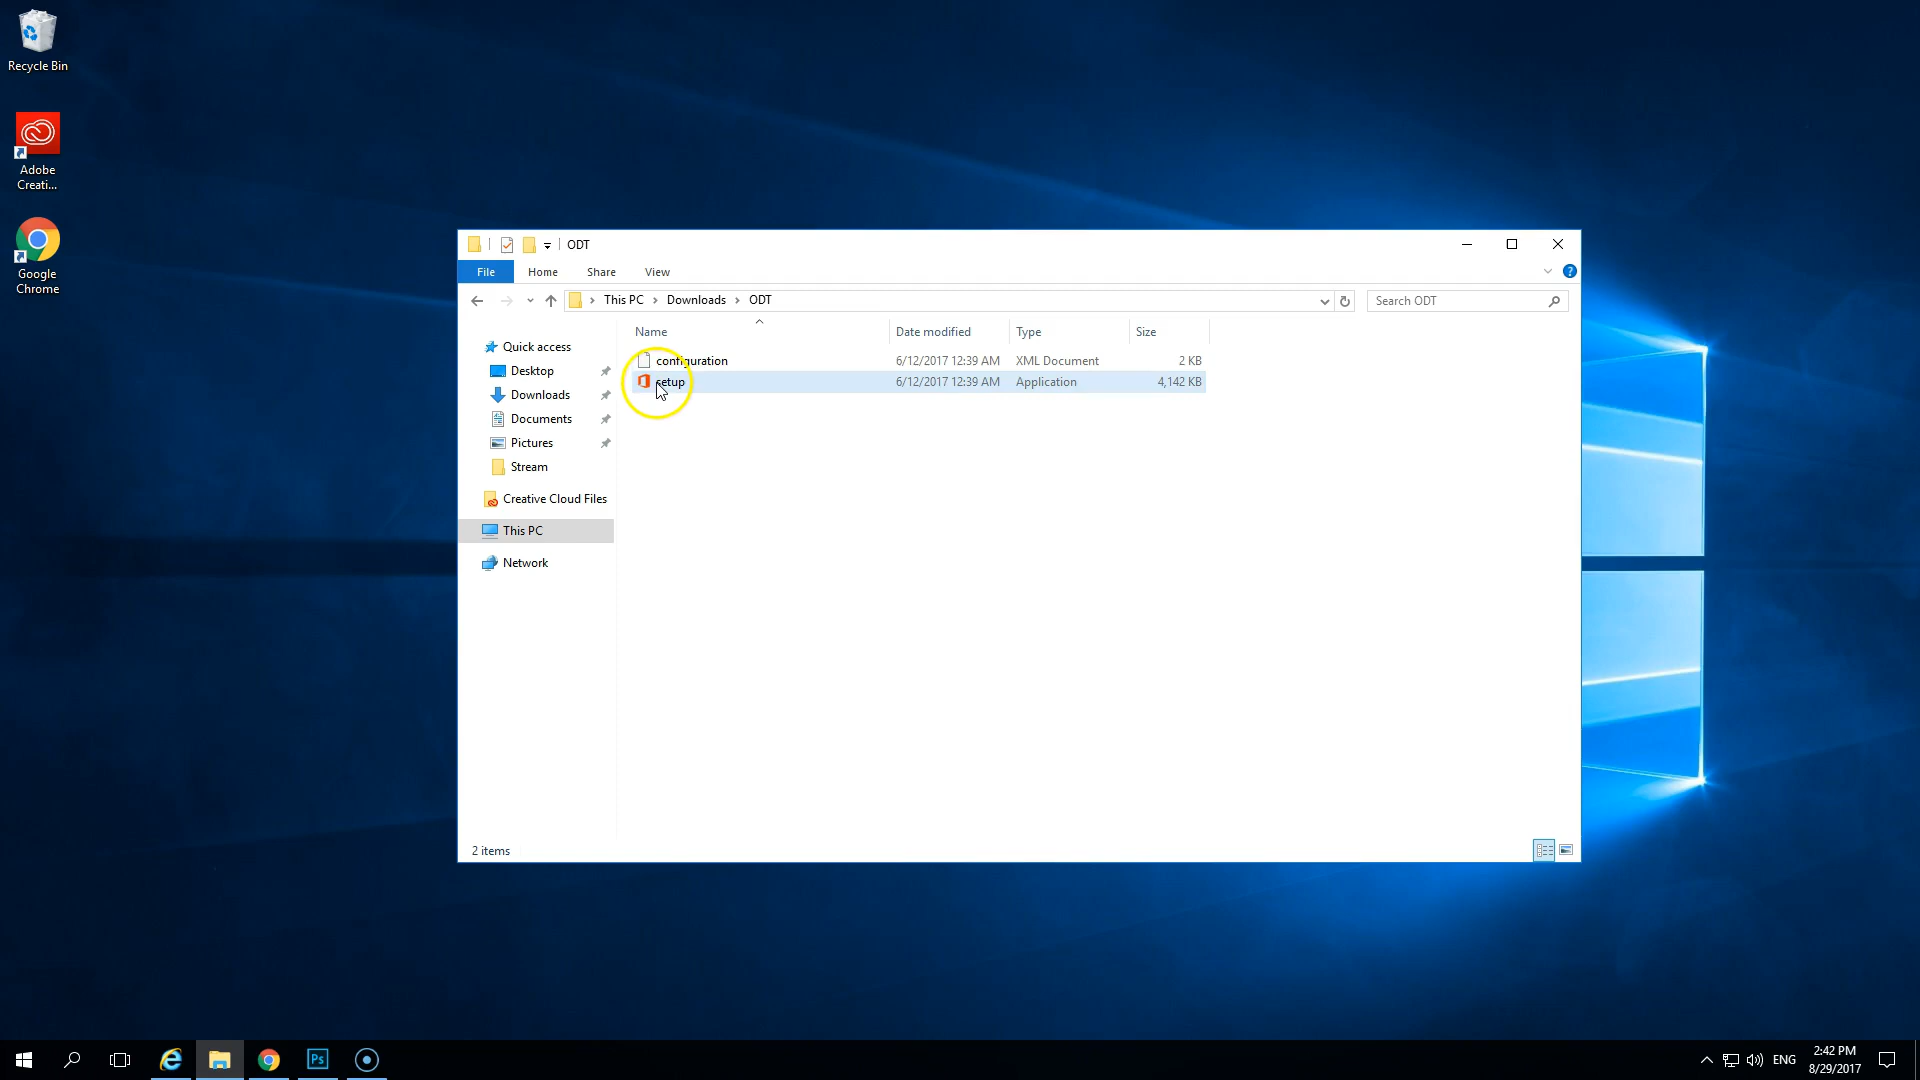 Recycle Bin
Adobe
Creati...
Google
Chrome
ODT
File Home Share View
This PC Downloads ODT
Search ODT
Name Date modified Type Size
configuration 6/12/2017 12:39 AM XML Document 2 KB
setup 6/12/2017 12:39 AM Application 4,142 KB
Quick access
Desktop
Downloads
Documents
Pictures
Stream
Creative Cloud Files
This PC
Network
2 items
Ps
ENG
2:42 PM
8/29/2017